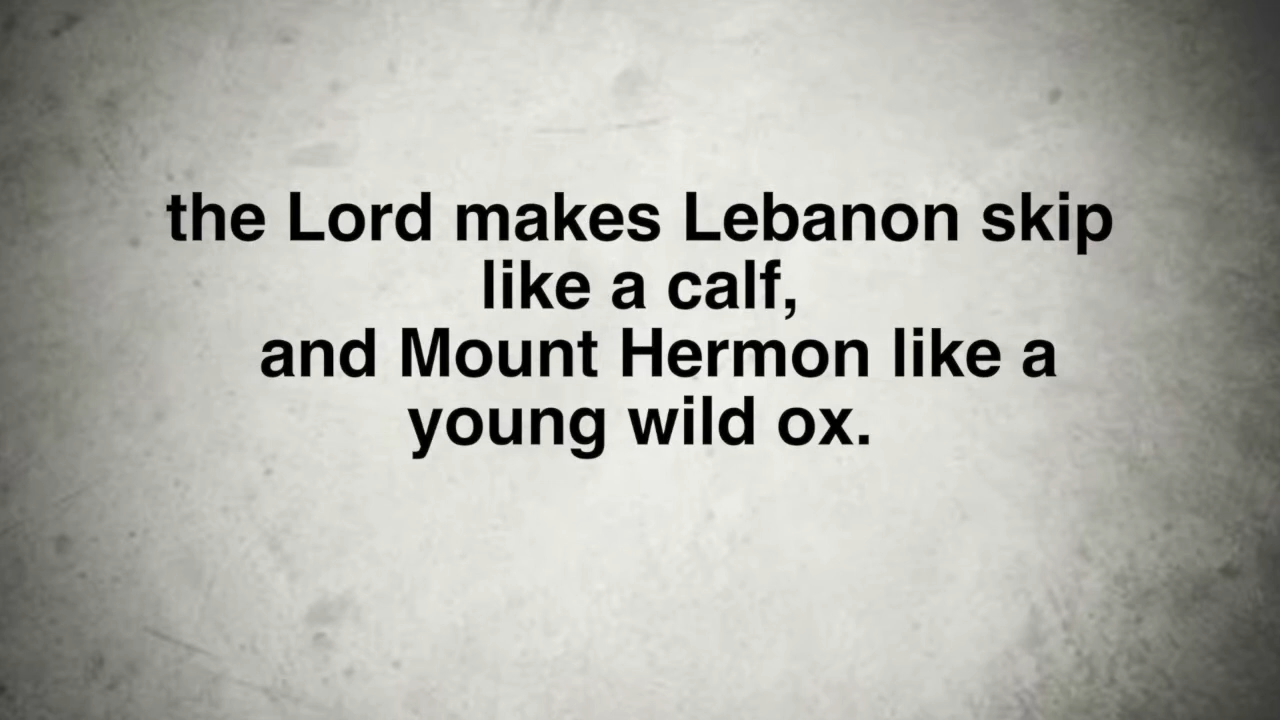 the Lord makes Lebanon skip
like a calf,
and Mount Hermon like a
young wild ox.